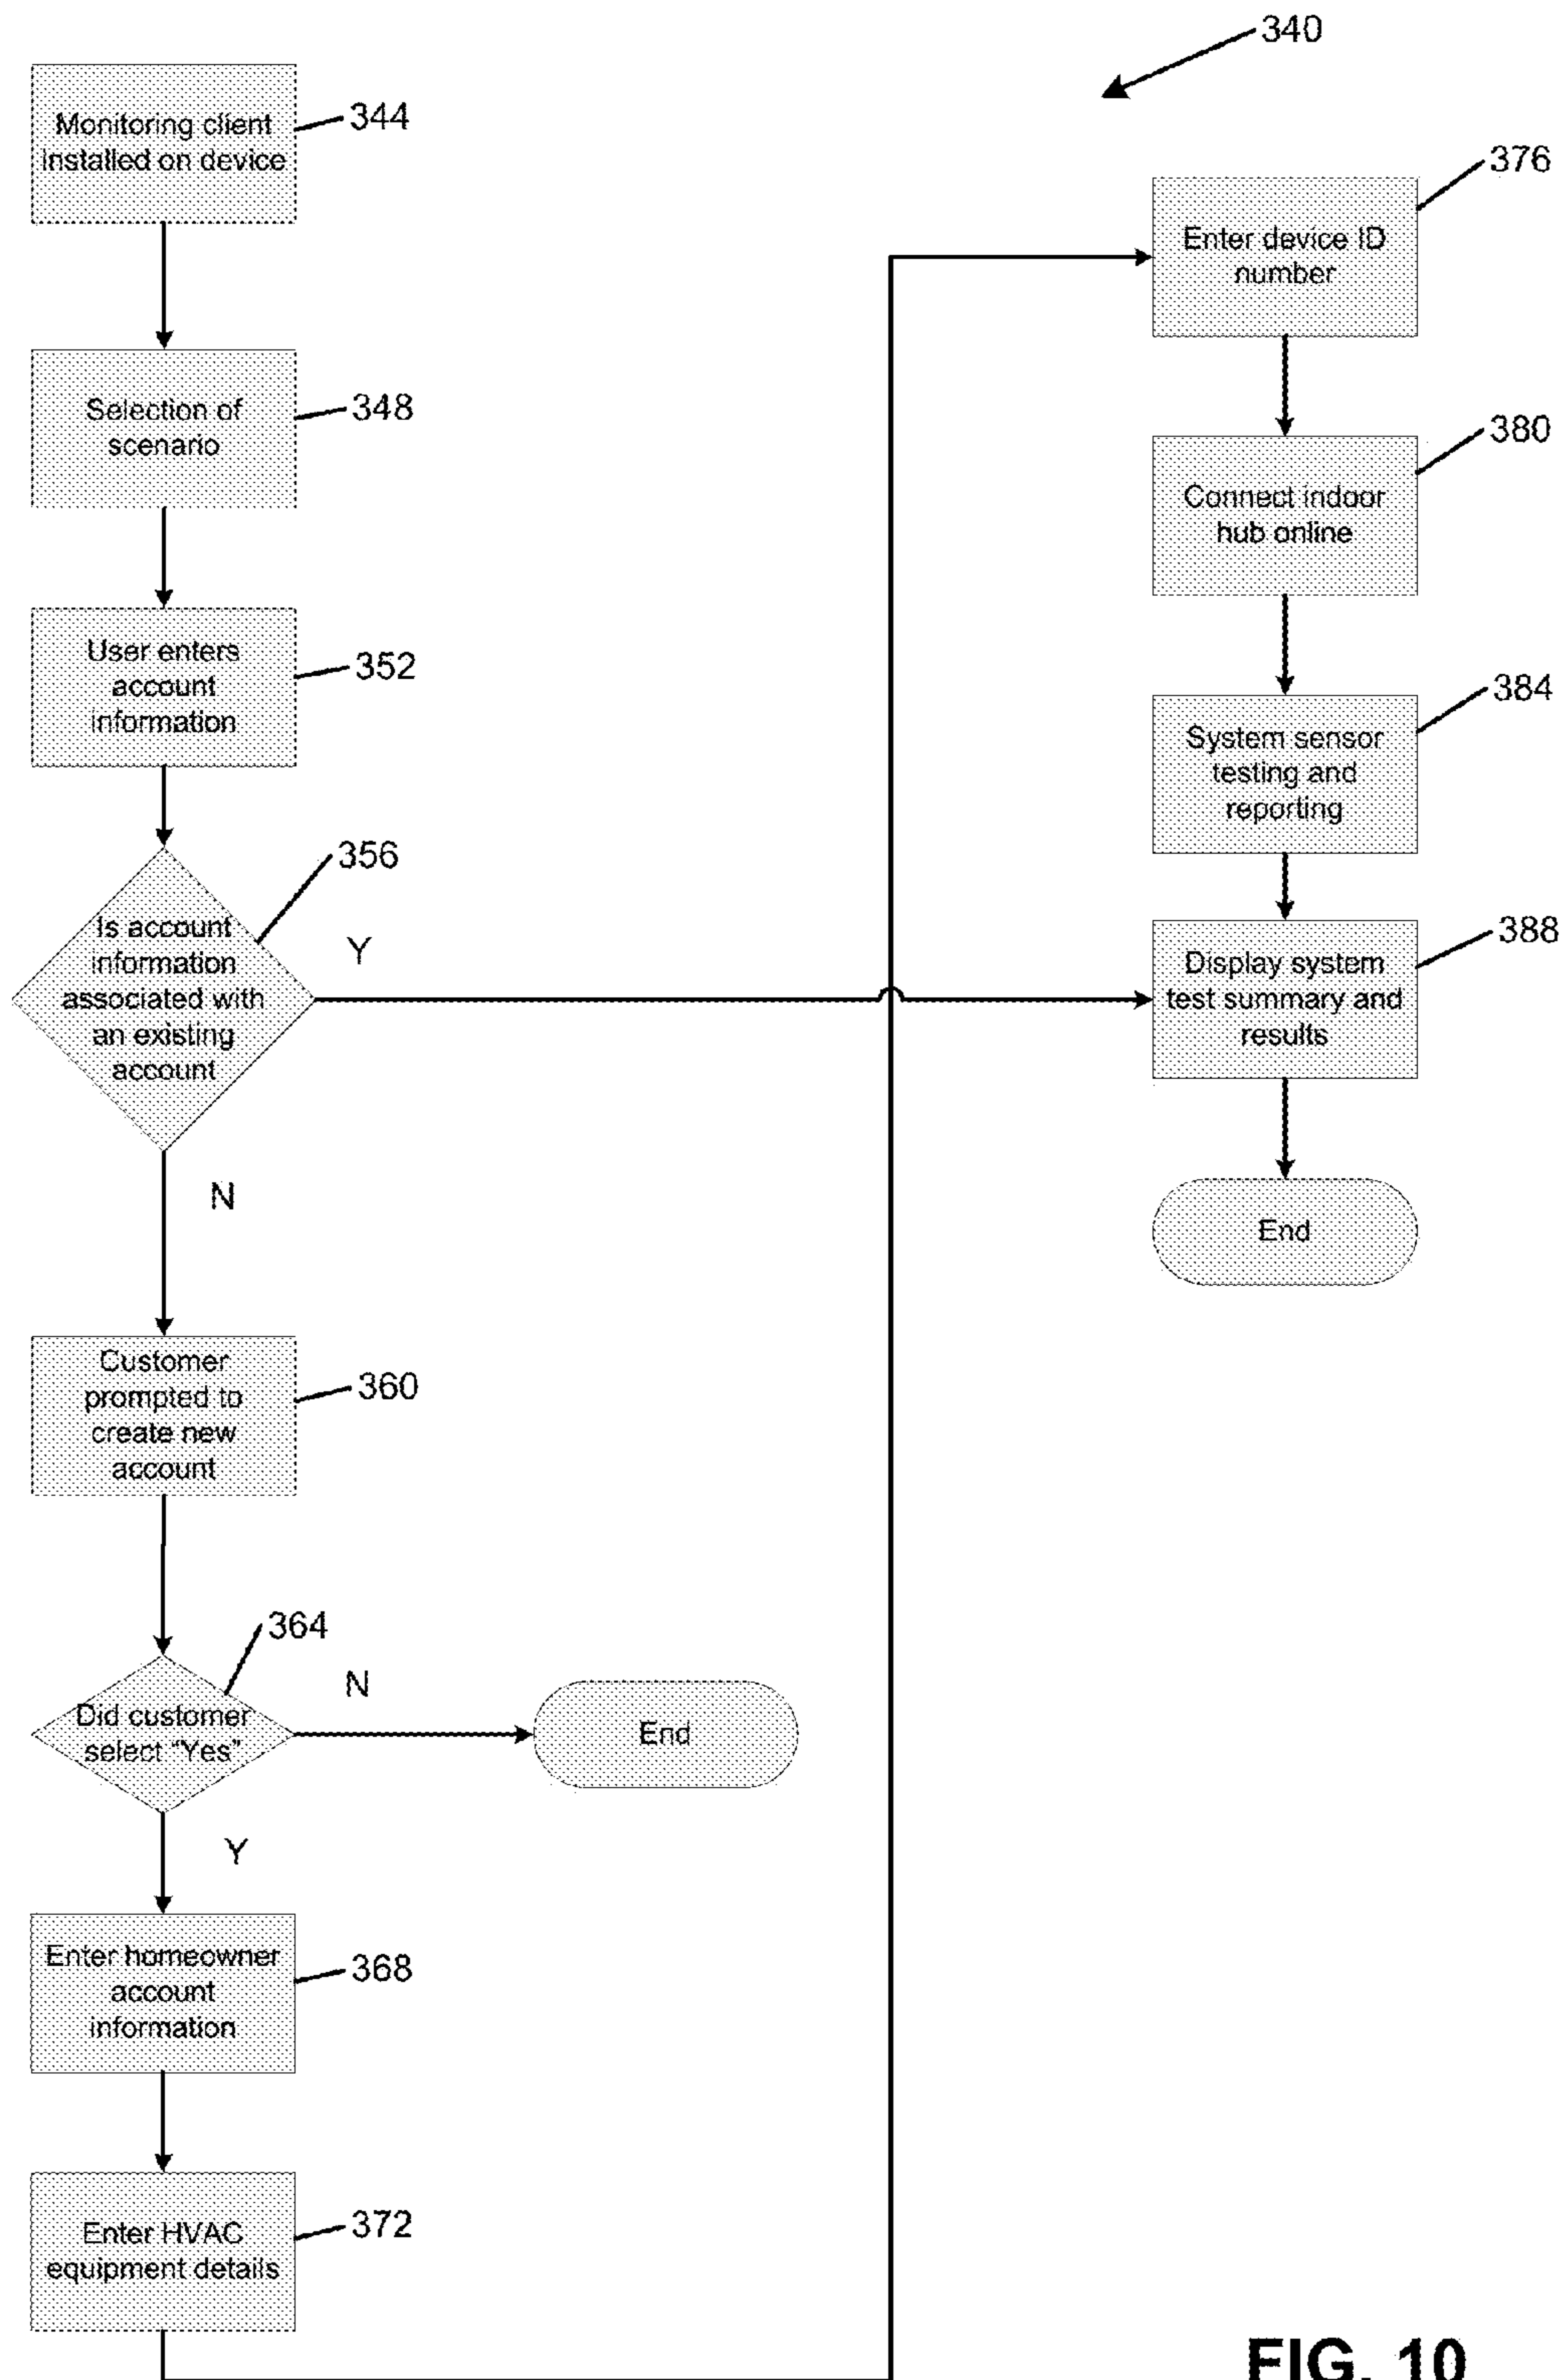 340
Monitoring client
installed on device
344
Selection of
scenario
348
User enters
account
information
352
356
Is account
information
associated with
an existing
account
Y
N
Customer
prompted to
create new
account
360
364
Did customer
select "Yes"
N
End
Y
Enter homeowner
account
information
368
Enter HVAC
equipment details
372
376
Enter device ID
number
380
Connect indoor
hub online
384
System sensor
testing and
reporting
388
Display system
test summary and
results
End
FIG. 10